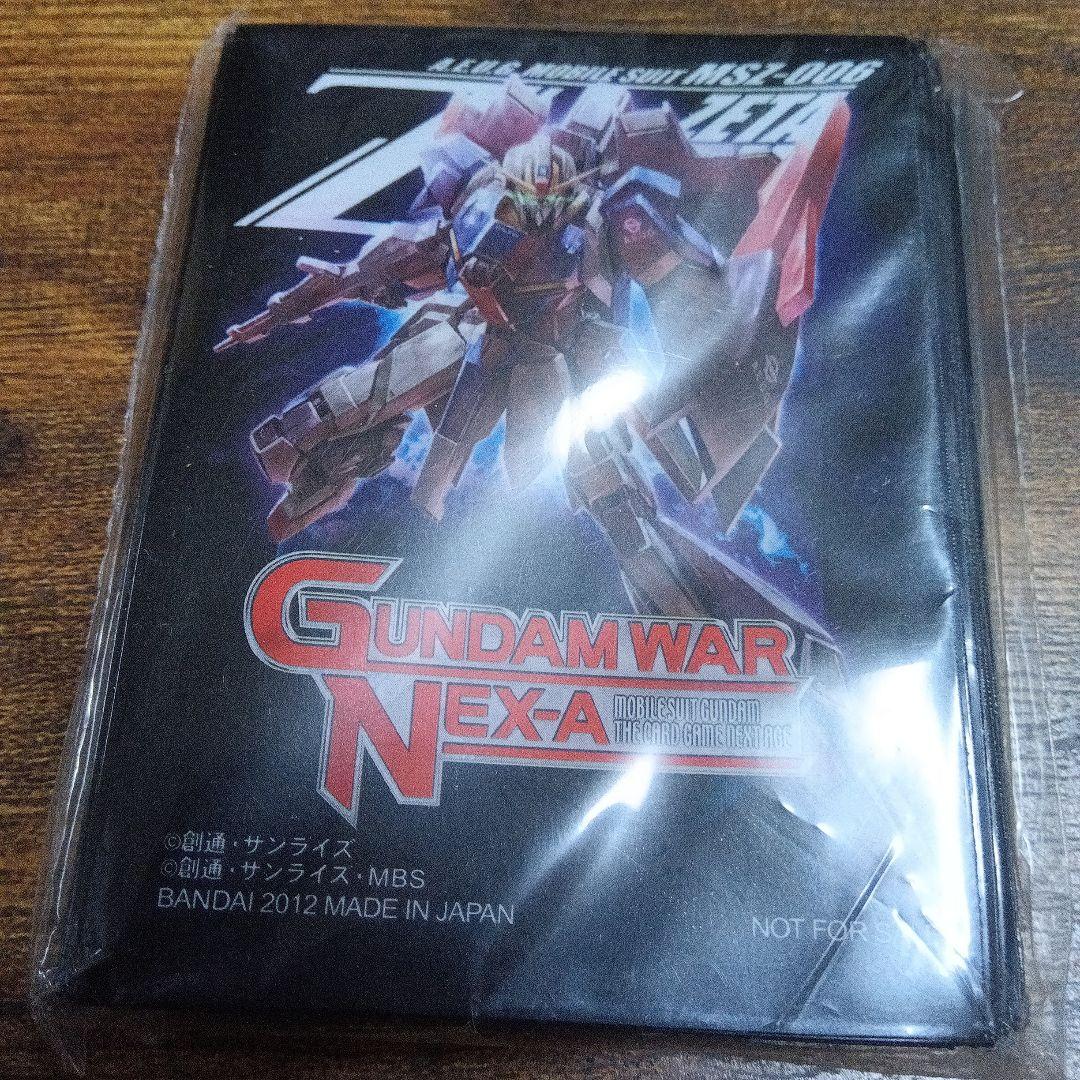 A.E.U.G. MOBILE SUIT MSZ-006
Z ZETA
GUNDAM WAR
NEX-A
MOBILE SUIT GUNDAM
THE CARD GAME NEXT AGE
©創通・サンライズ
©創通・サンライズ・MBS
BANDAI 2012 MADE IN JAPAN
NOT FOR